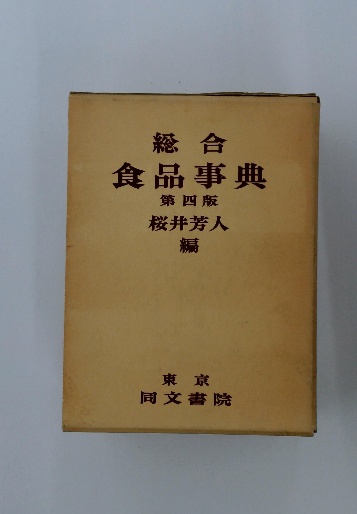 総合
食品事典
第四版
桜井芳人
編
東京
同文書院